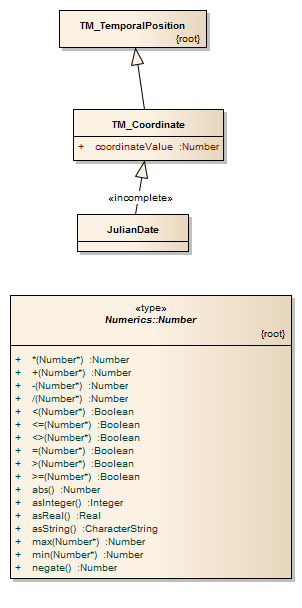 TM_TemporalPosition
{root}
TM_Coordinate
+ coordinateValue :Number
«incomplete»
JulianDate
«type»
Numerics::Number
{root}
+ *(Number*) :Number
+ +(Number*) :Number
+ -(Number*) :Number
+ /(Number*) :Number
+ <(Number*) :Boolean
+ <=(Number*) :Boolean
+ <>(Number*) :Boolean
+ =(Number*) :Boolean
+ >(Number*) :Boolean
+ >=(Number*) :Boolean
+ abs() :Number
+ asInteger() :Integer
+ asReal() :Real
+ asString() :CharacterString
+ max(Number*) :Number
+ min(Number*) :Number
+ negate() :Number